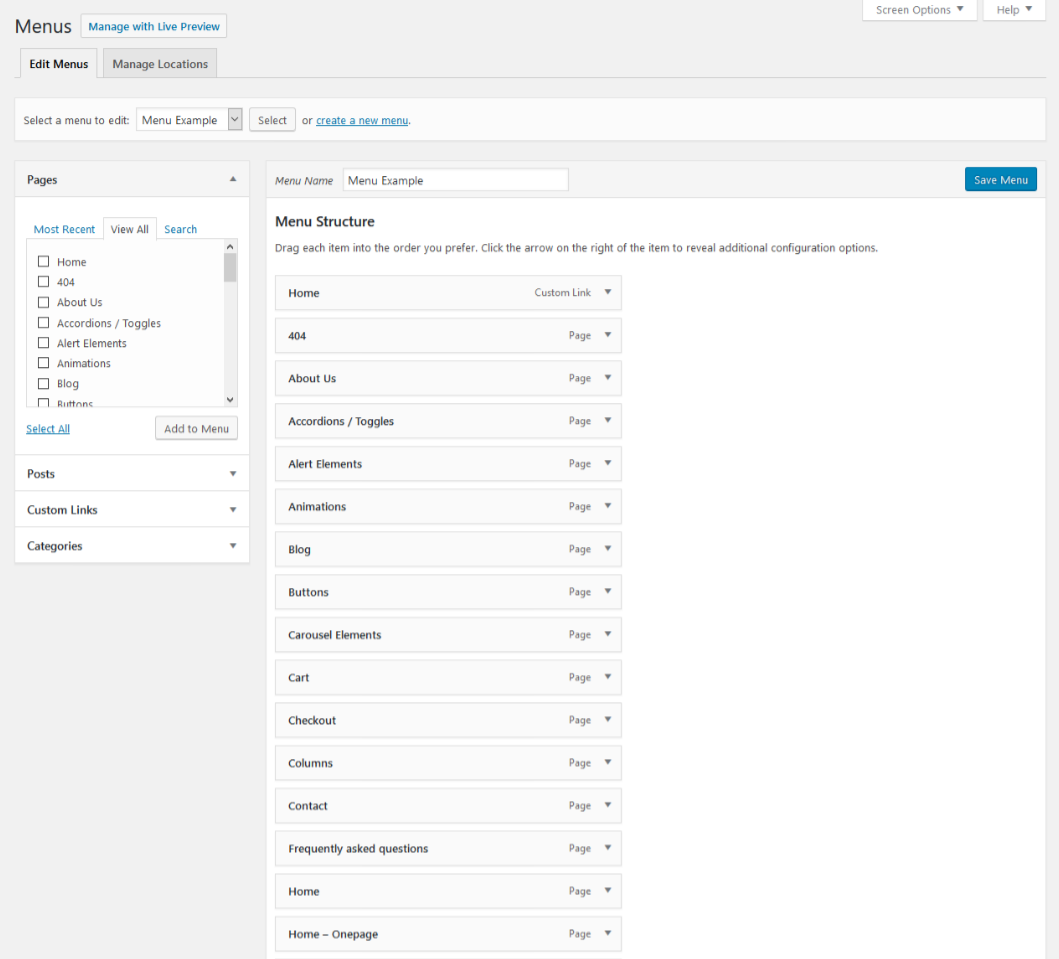 Screen Options Help
Menus Manage with Live Preview
Edit Menus Manage Locations
Select a menu to edit: Menu Example Select or create a new menu.
Pages
Most Recent View All Search
Home
404
About Us
Accordions / Toggles
Alert Elements
Animations
Blog
Buttons
Select All Add to Menu
Posts
Custom Links
Categories
Menu Name Menu Example Save Menu
Menu Structure
Drag each item into the order you prefer. Click the arrow on the right of the item to reveal additional configuration options.
Home Custom Link
404 Page
About Us Page
Accordions / Toggles Page
Alert Elements Page
Animations Page
Blog Page
Buttons Page
Carousel Elements Page
Cart Page
Checkout Page
Columns Page
Contact Page
Frequently asked questions Page
Home Page
Home – Onepage Page